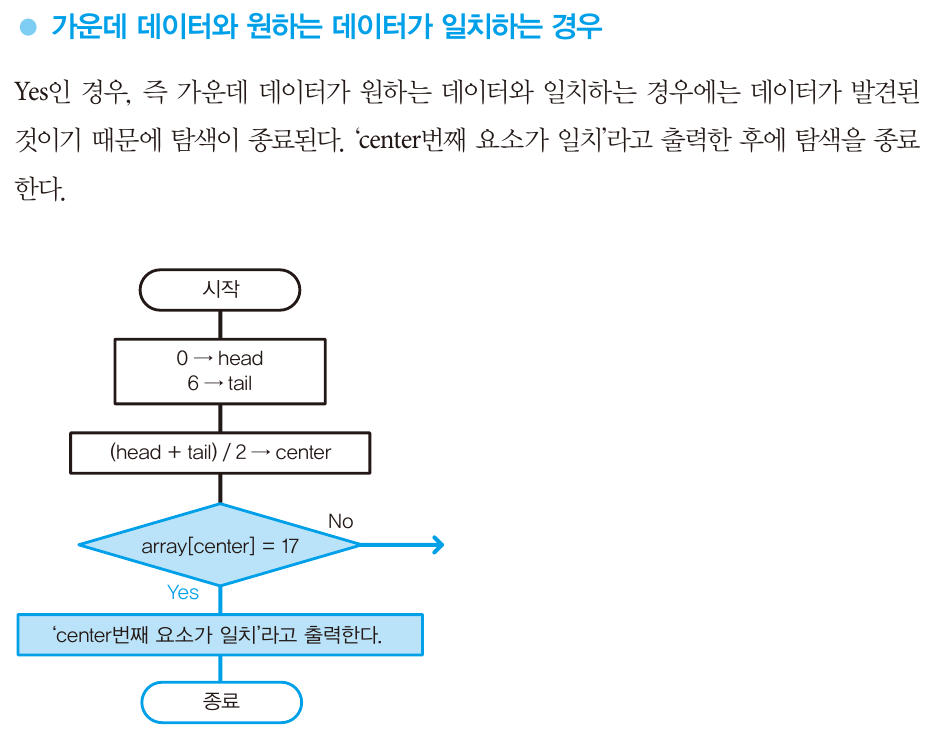 ● 가운데 데이터와 원하는 데이터가 일치하는 경우
Yes인 경우, 즉 가운데 데이터가 원하는 데이터와 일치하는 경우에는 데이터가 발견된
것이기 때문에 탐색이 종료된다. ‘center번째 요소가 일치’라고 출력한 후에 탐색을 종료
한다.
시작
0 → head
6 → tail
(head + tail) / 2 → center
No
array[center] = 17
Yes
‘center번째 요소가 일치’라고 출력한다.
종료